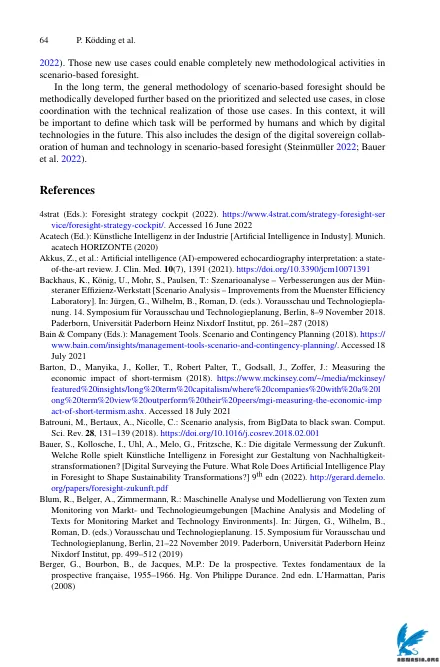 64 P. Ködding et al.
2022). Those new use cases could enable completely new methodological activities in
scenario-based foresight.
In the long term, the general methodology of scenario-based foresight should be
methodically developed further based on the prioritized and selected use cases, in close
coordination with the technical realization of those use cases. In this context, it will
be important to define which task will be performed by humans and which by digital
technologies in the future. This also includes the design of the digital sovereign collab-
oration of human and technology in scenario-based foresight (Steinmüller 2022; Bauer
et al. 2022).
References
4strat (Eds.): Foresight strategy cockpit (2022). https://www.4strat.com/strategy-foresight-ser
vice/foresight-strategy-cockpit/. Accessed 16 June 2022
Acatech (Ed.): Künstliche Intelligenz in der Industrie [Artificial Intelligence in Industy]. Munich.
acatech HORIZONTE (2020)
Akkus, Z., et al.: Artificial intelligence (AI)-empowered echocardiography interpretation: a state-
of-the-art review. J. Clin. Med. 10(7), 1391 (2021). https://doi.org/10.3390/jcm10071391
Backhaus, K., König, U., Mohr, S., Paulsen, T.: Szenarioanalyse – Verbesserungen aus der Mün-
steraner Effizienz-Werkstatt [Scenario Analysis – Improvements from the Muenster Efficiency
Laboratory]. In: Jürgen, G., Wilhelm, B., Roman, D. (eds.). Vorausschau und Technologiepla-
nung. 14. Symposium für Vorausschau und Technologieplanung, Berlin, 8–9 November 2018.
Paderborn, Universität Paderborn Heinz Nixdorf Institut, pp. 261–287 (2018)
Bain & Company (Eds.): Management Tools. Scenario and Contingency Planning (2018). https://
www.bain.com/insights/management-tools-scenario-and-contingency-planning/. Accessed 18
July 2021
Barton, D., Manyika, J., Koller, T., Robert Palter, T., Godsall, J., Zoffer, J.: Measuring the
economic impact of short-termism (2018). https://www.mckinsey.com/~/media/mckinsey/
featured%20insights/long%20term%20capitalism/where%20companies%20with%20a%20l
ong%20term%20view%20outperform%20their%20peers/mgi-measuring-the-economic-imp
act-of-short-termism.ashx. Accessed 18 July 2021
Batrouni, M., Bertaux, A., Nicolle, C.: Scenario analysis, from BigData to black swan. Comput.
Sci. Rev. 28, 131–139 (2018). https://doi.org/10.1016/j.cosrev.2018.02.001
Bauer, S., Kollosche, I., Uhl, A., Melo, G., Fritzsche, K.: Die digitale Vermessung der Zukunft.
Welche Rolle spielt Künstliche Intelligenz in Foresight zur Gestaltung von Nachhaltigkeit-
stransformationen? [Digital Surveying the Future. What Role Does Artificial Intelligence Play
in Foresight to Shape Sustainability Transformations?] 9th edn (2022). http://gerard.demelo.
org/papers/foresight-zukunft.pdf
Blum, R., Belger, A., Zimmermann, R.: Maschinelle Analyse und Modellierung von Texten zum
Monitoring von Markt- und Technologieumgebungen [Machine Analysis and Modeling of
Texts for Monitoring Market and Technology Environments]. In: Jürgen, G., Wilhelm, B.,
Roman, D. (eds.) Vorausschau und Technologieplanung. 15. Symposium für Vorausschau und
Technologieplanung, Berlin, 21–22 November 2019. Paderborn, Universität Paderborn Heinz
Nixdorf Institut, pp. 499–512 (2019)
Berger, G., Bourbon, B., de Jacques, M.P.: De la prospective. Textes fondamentaux de la
prospective française, 1955–1966. Hg. Von Philippe Durance. 2nd edn. L'Harmattan, Paris
(2008)